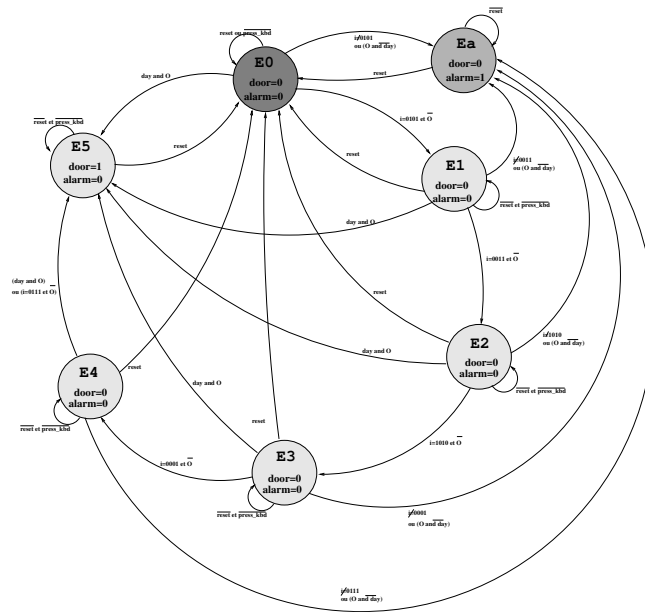 reset
reset ou press_kbd
i≠0101
ou (O and day)
Ea
door=0
alarm=1
E0
door=0
alarm=0
reset
day and O
i=0101 et O
reset et press_kbd
E5
door=1
alarm=0
reset
reset
E1
door=0
alarm=0
i≠0011
ou (O and day)
reset et press_kbd
day and O
i=0011 et O
(day and O)
ou (i=0111 et O)
reset
i≠1010
ou (O and day)
E2
door=0
alarm=0
day and O
E4
door=0
alarm=0
reset
day and O
reset et press_kbd
reset et press_kbd
reset
i=1010 et O
E3
door=0
alarm=0
i=0001 et O
reset et press_kbd
i≠0001
ou (O and day)
i≠0111
ou (O and day)